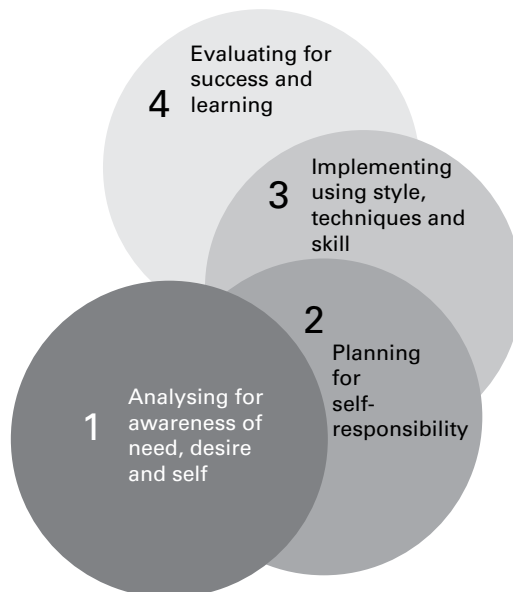 4
Evaluating for
success and
learning
3
Implementing
using style,
techniques and
skill
2
Planning
for
self-
responsibility
1
Analysing for
awareness of
need, desire
and self